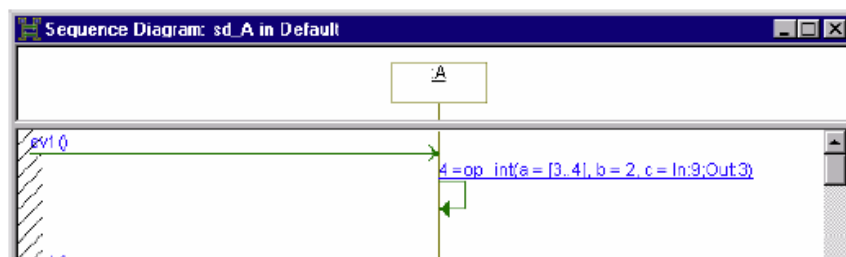 Sequence Diagram: sd_A in Default
:A
ev1()
4=op_int(a = [3..4], b = 2, c = In:9;Out:3)